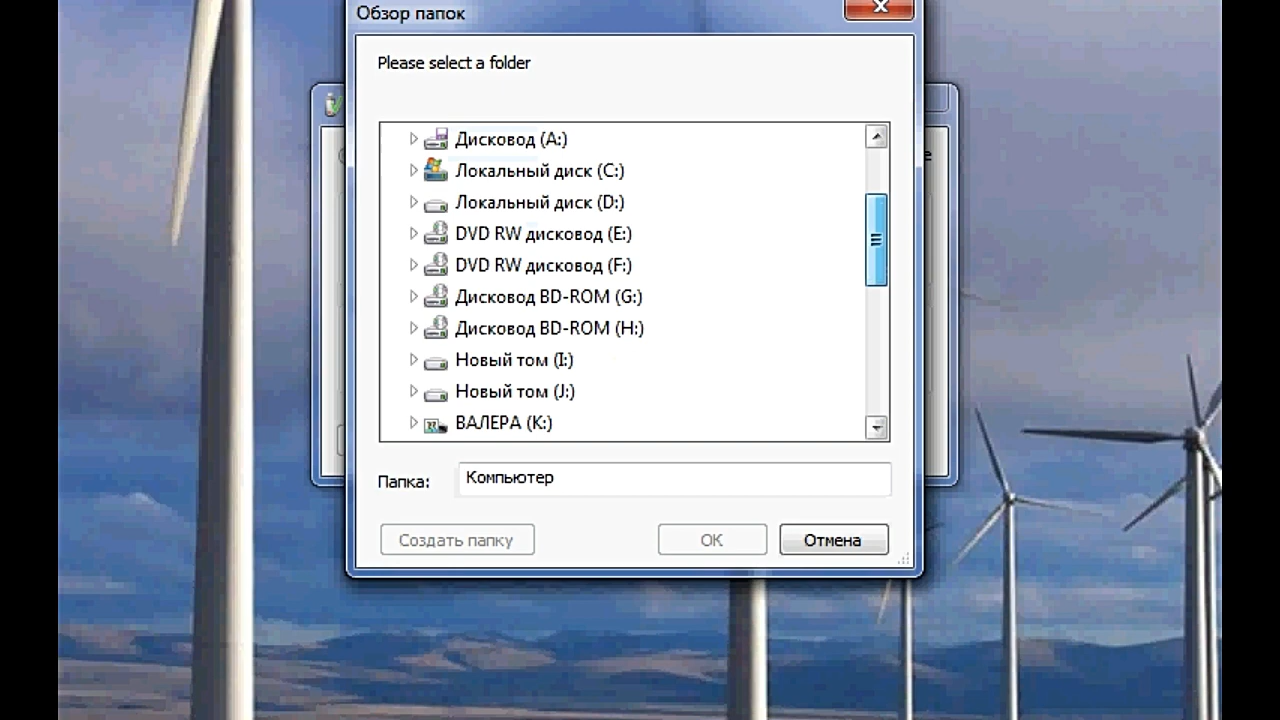 Обзор папок
Please select a folder
Дисковод (A:)
Локальный диск (C:)
Локальный диск (D:)
DVD RW дисковод (E:)
DVD RW дисковод (F:)
Дисковод BD-ROM (G:)
Дисковод BD-ROM (H:)
Новый том (I:)
Новый том (J:)
ВАЛЕРА (K:)
Папка:
Компьютер
Создать папку
OK
Отмена